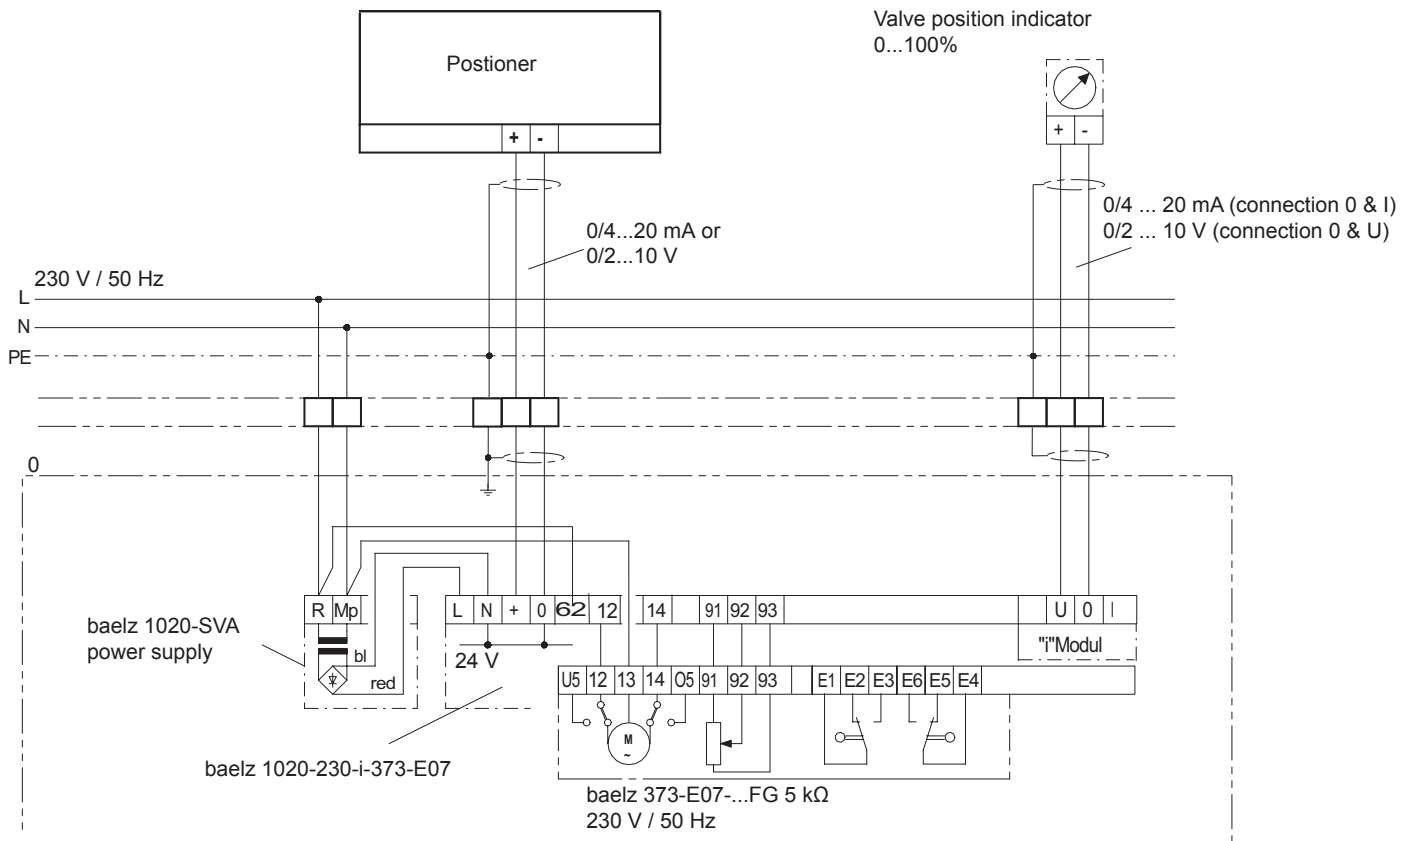 Valve position indicator
0...100%
Postioner
+ -
+ -
0/4 ... 20 mA (connection 0 & I)
0/2 ... 10 V (connection 0 & U)
0/4...20 mA or
0/2...10 V
230 V / 50 Hz
L
N
PE
0
R Mp L N + 0 62 12 14 91 92 93 U 0 I
baelz 1020-SVA
power supply
"i"Modul
bl
24 V
red
U5 12 13 14 O5 91 92 93 E1 E2 E3 E6 E5 E4
M
~
baelz 1020-230-i-373-E07
baelz 373-E07-...FG 5 kΩ
230 V / 50 Hz